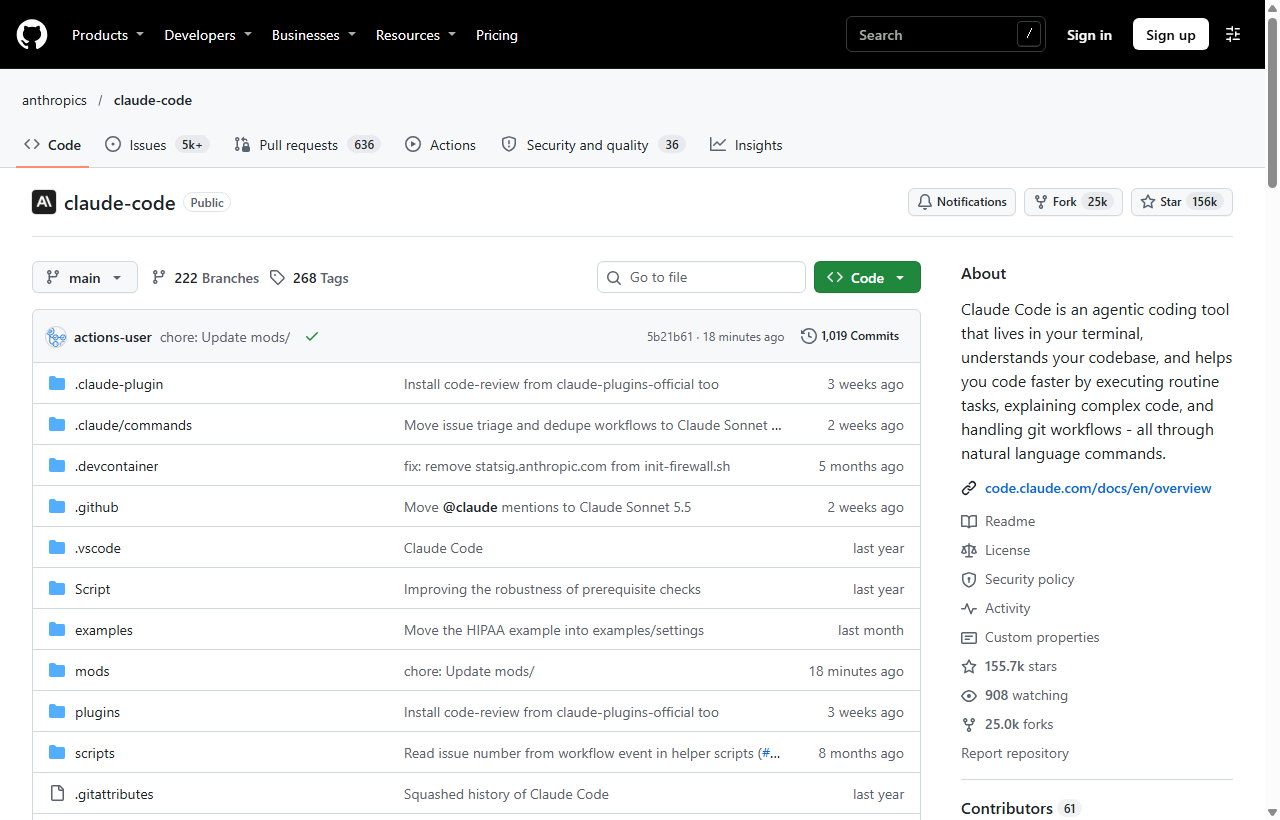 Products Developers Businesses Resources Pricing Search / Sign in Sign up
anthropics / claude-code
Code Issues 5k+ Pull requests 636 Actions Security and quality 36 Insights
claude-code Public Notifications Fork 25k Star 156k
main 222 Branches 268 Tags Go to file Code
actions-user chore: Update mods/ 5b21b61 · 18 minutes ago 1,019 Commits
.claude-plugin Install code-review from claude-plugins-official too 3 weeks ago
.claude/commands Move issue triage and dedupe workflows to Claude Sonnet ... 2 weeks ago
.devcontainer fix: remove statsig.anthropic.com from init-firewall.sh 5 months ago
.github Move @claude mentions to Claude Sonnet 5.5 2 weeks ago
.vscode Claude Code last year
Script Improving the robustness of prerequisite checks last year
examples Move the HIPAA example into examples/settings last month
mods chore: Update mods/ 18 minutes ago
plugins Install code-review from claude-plugins-official too 3 weeks ago
scripts Read issue number from workflow event in helper scripts (#... 8 months ago
.gitattributes Squashed history of Claude Code last year
About
Claude Code is an agentic coding tool
that lives in your terminal,
understands your codebase, and helps
you code faster by executing routine
tasks, explaining complex code, and
handling git workflows - all through
natural language commands.
code.claude.com/docs/en/overview
Readme
License
Security policy
Activity
Custom properties
155.7k stars
908 watching
25.0k forks
Report repository
Contributors 61